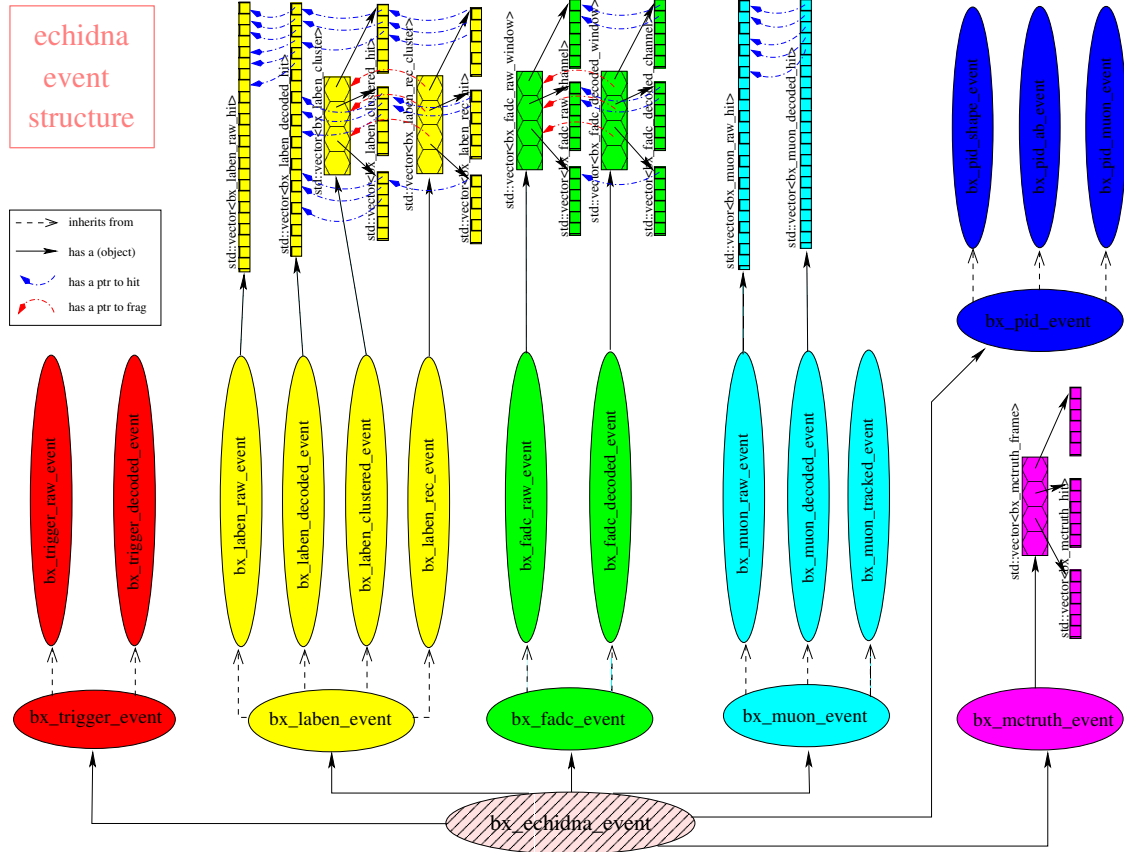 echidna
event
structure
inherits from
has a (object)
has a ptr to hit
has a ptr to frag
std::vector<bx_laben_raw_hit>
std::vector<bx_laben_decoded_hit>
std::vector<bx_laben_cluster>
std::vector<bx_laben_clustered_hit>
std::vector<bx_laben_rec_cluster>
std::vector<bx_laben_rec_hit>
std::vector<bx_fadc_raw_window>
std::vector<bx_fadc_raw_channel>
std::vector<bx_fadc_decoded_window>
std::vector<bx_fadc_decoded_channel>
std::vector<bx_muon_raw_hit>
std::vector<bx_muon_decoded_hit>
bx_pid_shape_event
bx_pid_ab_event
bx_pid_muon_event
bx_pid_event
bx_trigger_raw_event
bx_trigger_decoded_event
bx_laben_raw_event
bx_laben_decoded_event
bx_laben_clustered_event
bx_laben_rec_event
bx_fadc_raw_event
bx_fadc_decoded_event
bx_muon_raw_event
bx_muon_decoded_event
bx_muon_tracked_event
std::vector<bx_mctruth_frame>
std::vector<bx_mctruth_hit>
bx_trigger_event
bx_laben_event
bx_fadc_event
bx_muon_event
bx_mctruth_event
bx_echidna_event